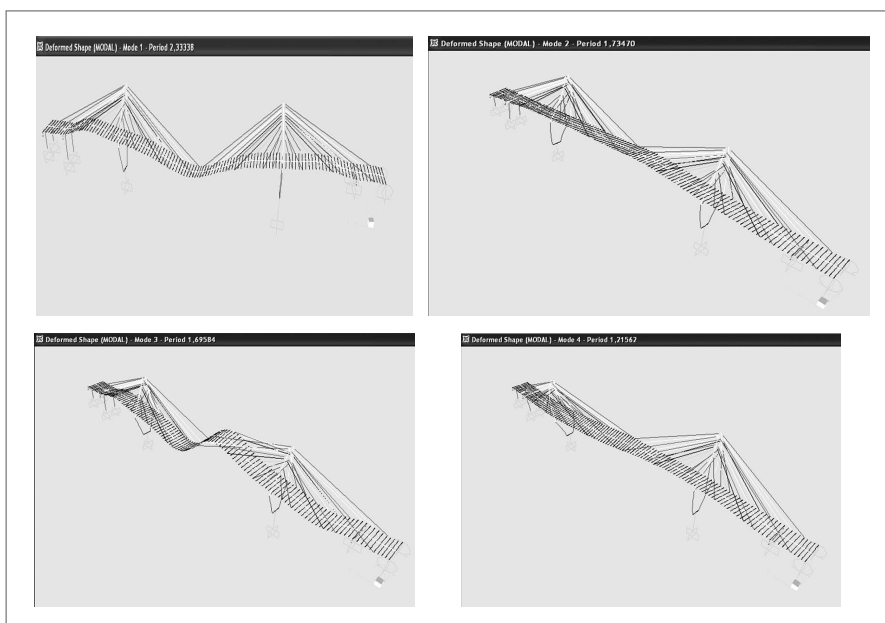 Deformed Shape (MODAL) - Mode 1 - Period 2,33338
Deformed Shape (MODAL) - Mode 2 - Period 1,73470
Deformed Shape (MODAL) - Mode 3 - Period 1,69584
Deformed Shape (MODAL) - Mode 4 - Period 1,21562